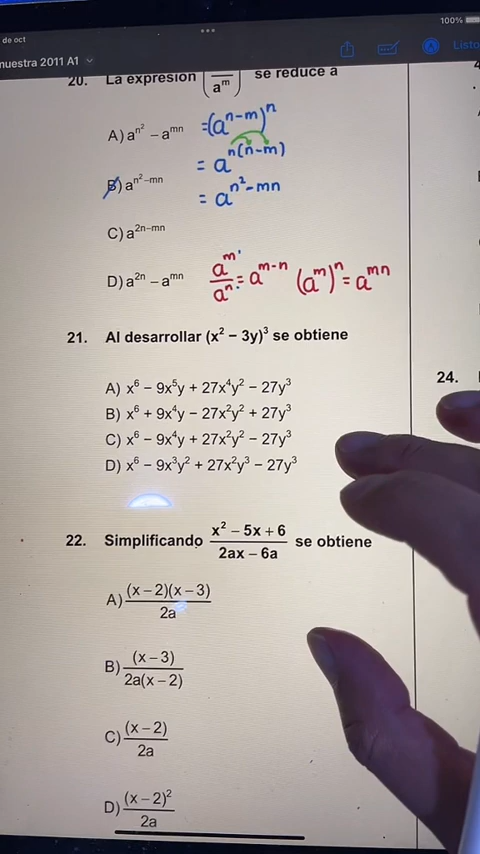 100%
de oct
muestra 2011 A1
Listo
20. La expresión a^m se reduce a
A) a^(n²) − a^(mn)
=(a^(n−m))^n
= a^(n(n−m))
B) a^(n²−mn)
= a^(n²−mn)
C) a^(2n−mn)
D) a^(2n) − a^(mn)
a^m/a^n = a^(m−n) (a^m)^n = a^(mn)
21. Al desarrollar (x² − 3y)³ se obtiene
A) x⁶ − 9x⁵y + 27x⁴y² − 27y³
B) x⁶ + 9x⁴y − 27x²y² + 27y³
C) x⁶ − 9x⁴y + 27x²y² − 27y³
D) x⁶ − 9x³y² + 27x²y³ − 27y³
24.
22. Simplificando (x² − 5x + 6)/(2ax − 6a) se obtiene
A) (x − 2)(x − 3)/2a
B) (x − 3)/2a(x − 2)
C) (x − 2)/2a
D) (x − 2)²/2a